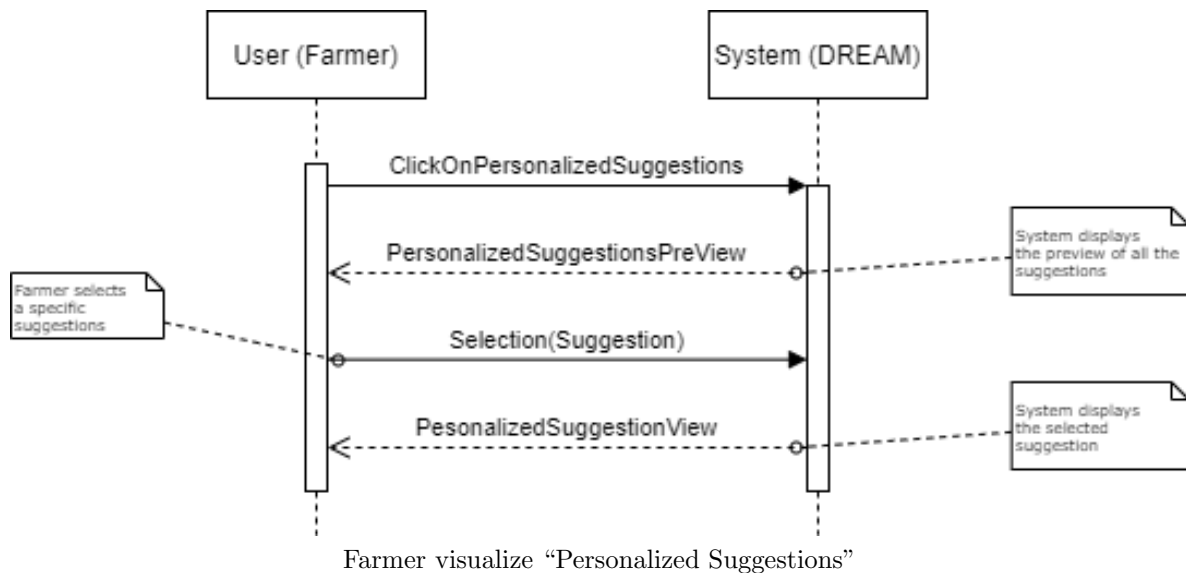 User (Farmer)
System (DREAM)
ClickOnPersonalizedSuggestions
System displays
the preview of all the
suggestions
PersonalizedSuggestionsPreView
Farmer selects
a specific
suggestions
Selection(Suggestion)
System displays
the selected
suggestion
PesonalizedSuggestionView
Farmer visualize “Personalized Suggestions”